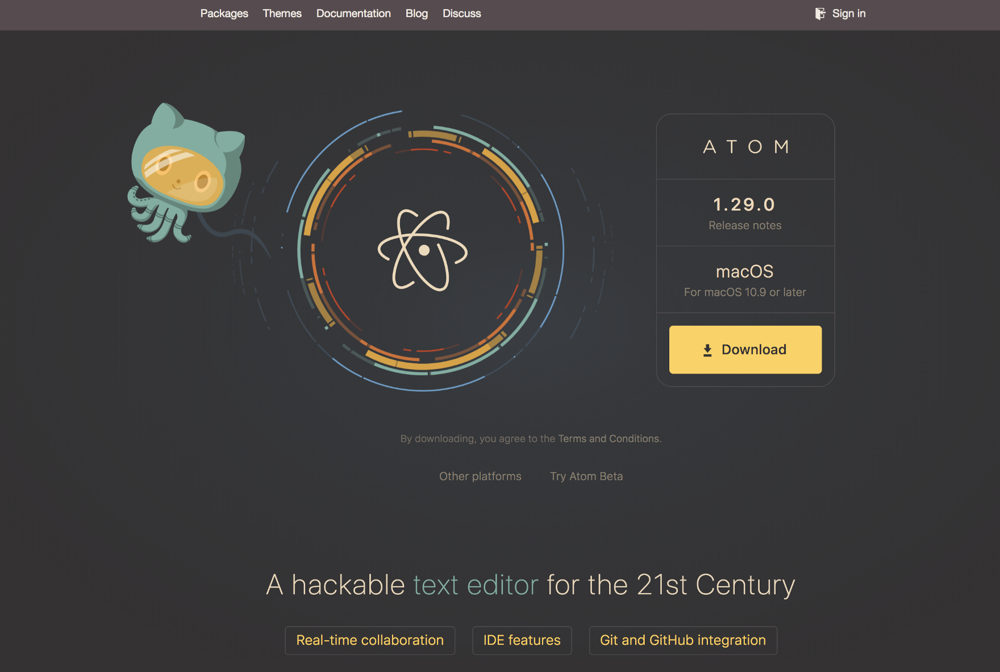 Packages Themes Documentation Blog Discuss Sign in
ATOM
1.29.0
Release notes
macOS
For macOS 10.9 or later
Download
By downloading, you agree to the Terms and Conditions.
Other platforms Try Atom Beta
A hackable text editor for the 21st Century
Real-time collaboration IDE features Git and GitHub integration